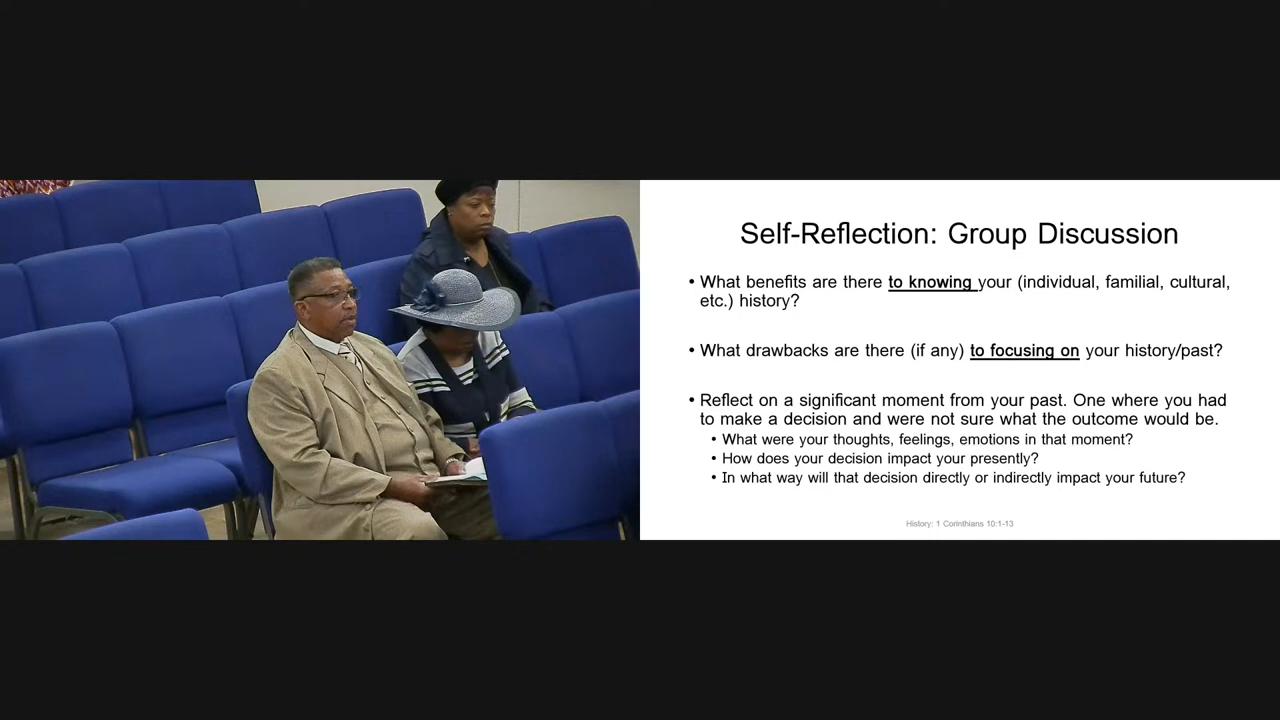 Self-Reflection: Group Discussion
• What benefits are there to knowing your (individual, familial, cultural,
etc.) history?
• What drawbacks are there (if any) to focusing on your history/past?
• Reflect on a significant moment from your past. One where you had
to make a decision and were not sure what the outcome would be.
• What were your thoughts, feelings, emotions in that moment?
• How does your decision impact your presently?
• In what way will that decision directly or indirectly impact your future?
History: 1 Corinthians 10:1-13